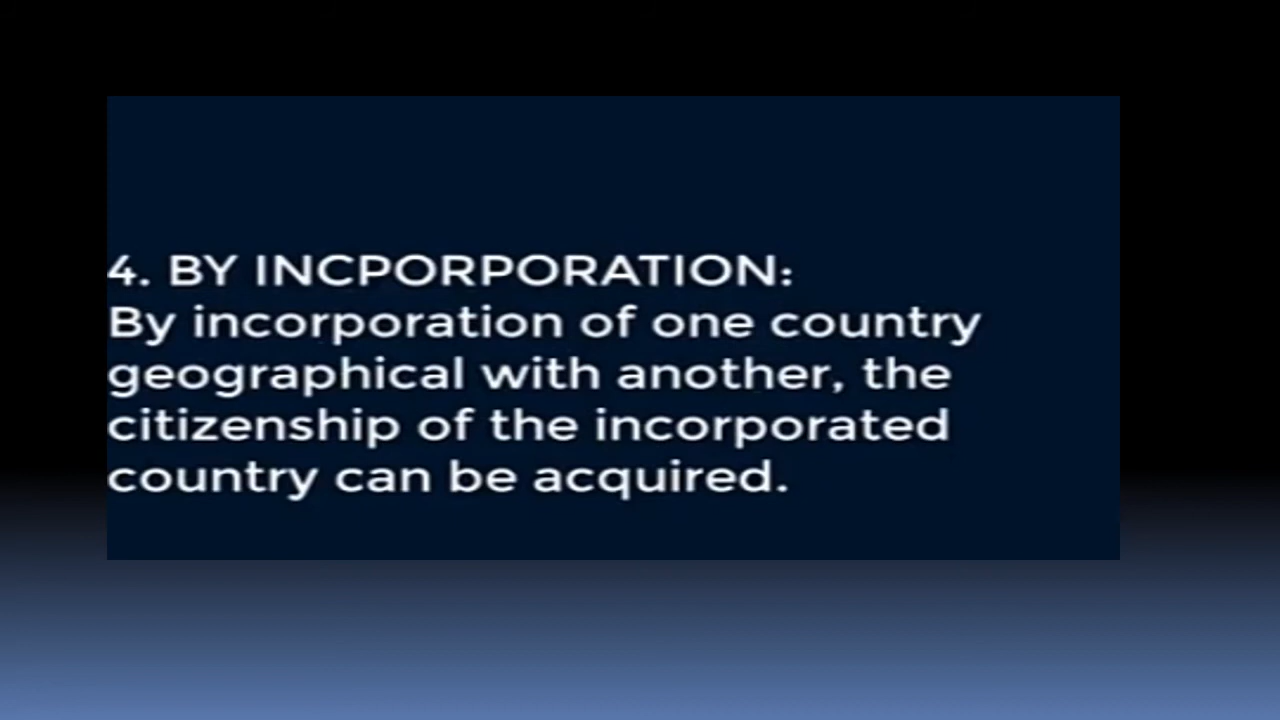 4. BY INCPORPORATION:
By incorporation of one country
geographical with another, the
citizenship of the incorporated
country can be acquired.